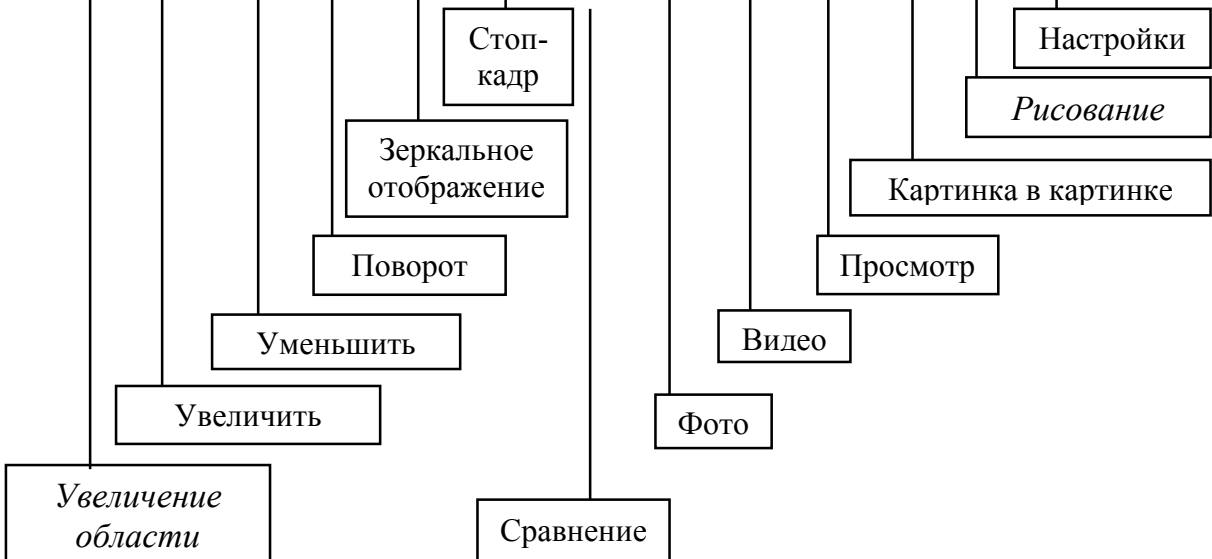 Стоп-
кадр
Настройки
Рисование
Зеркальное
отображение
Картинка в картинке
Поворот
Просмотр
Уменьшить
Видео
Увеличить
Фото
Увеличение
области
Сравнение